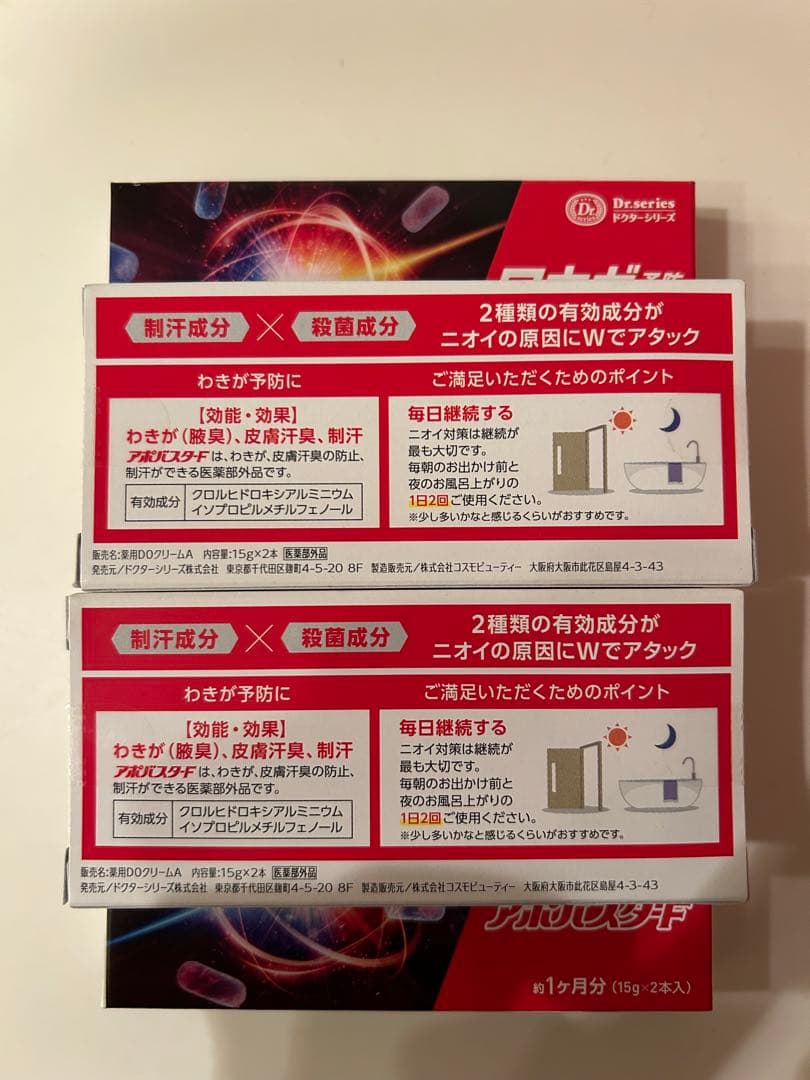 Dr.
series
Dr.series
ドクターシリーズ
予防
制汗成分 × 殺菌成分
2種類の有効成分が
ニオイの原因にWでアタック
わきが予防に
【効能・効果】
わきが（腋臭）、皮膚汗臭、制汗
アポバスターFは、わきが、皮膚汗臭の防止、
制汗ができる医薬部外品です。
有効成分
クロルヒドロキシアルミニウム
イソプロピルメチルフェノール
ご満足いただくためのポイント
毎日継続する
ニオイ対策は継続が
最も大切です。
毎朝のお出かけ前と
夜のお風呂上がりの
1日2回ご使用ください。
※少し多いかなと感じるくらいがおすすめです。
販売名:薬用DOクリームA 内容量:15g×2本 医薬部外品
発売元/ドクターシリーズ株式会社 東京都千代田区麹町4-5-20 8F 製造販売元/株式会社コスモビューティー 大阪府大阪市此花区島屋4-3-43
制汗成分 × 殺菌成分
2種類の有効成分が
ニオイの原因にWでアタック
わきが予防に
【効能・効果】
わきが（腋臭）、皮膚汗臭、制汗
アポバスターFは、わきが、皮膚汗臭の防止、
制汗ができる医薬部外品です。
有効成分
クロルヒドロキシアルミニウム
イソプロピルメチルフェノール
ご満足いただくためのポイント
毎日継続する
ニオイ対策は継続が
最も大切です。
毎朝のお出かけ前と
夜のお風呂上がりの
1日2回ご使用ください。
※少し多いかなと感じるくらいがおすすめです。
販売名:薬用DOクリームA 内容量:15g×2本 医薬部外品
発売元/ドクターシリーズ株式会社 東京都千代田区麹町4-5-20 8F 製造販売元/株式会社コスモビューティー 大阪府大阪市此花区島屋4-3-43
アポバスターF
約1ヶ月分（15g×2本入）